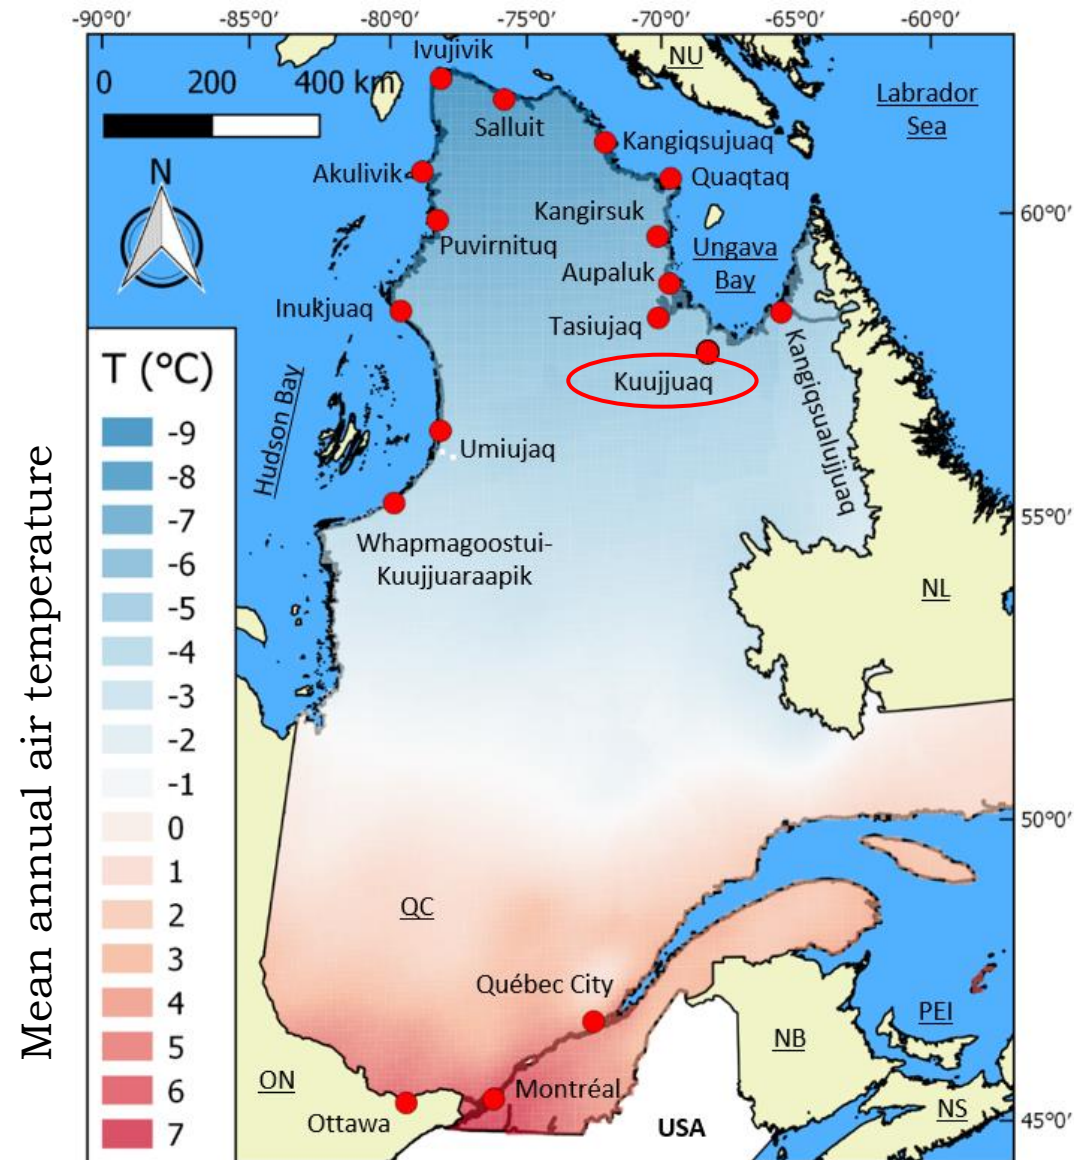 -90°0′
-85°0′
-80°0′
-75°0′
-70°0′
-65°0′
-60°0′
0 200 400 km
N
Ivujivik
Salluit
NU
Labrador
Sea
Kangiqsujuaq
Akulivik
Quaqtaq
Kangirsuk
60°0′
Puvirnituq
Ungava
Bay
Aupaluk
Inukjuaq
Tasiujaq
Kangiqsualujjuaq
Kuujjuaq
Hudson Bay
Umiujaq
55°0′
Whapmagoostui-
Kuujjuaraapik
NL
50°0′
QC
Québec City
PEI
NB
ON
Montréal
NS
Ottawa
USA
45°0′
Mean annual air temperature
T (°C)
-9
-8
-7
-6
-5
-4
-3
-2
-1
0
1
2
3
4
5
6
7